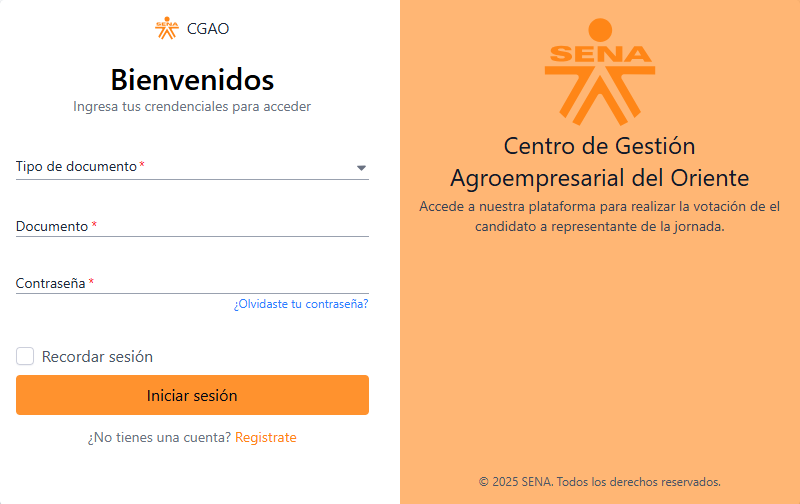 SENA
CGAO
Bienvenidos
Ingresa tus crendenciales para acceder
Tipo de documento *
Documento *
Contraseña *
¿Olvidaste tu contraseña?
Recordar sesión
Iniciar sesión
¿No tienes una cuenta? Registrate
SENA
Centro de Gestión
Agroempresarial del Oriente
Accede a nuestra plataforma para realizar la votación de el
candidato a representante de la jornada.
© 2025 SENA. Todos los derechos reservados.